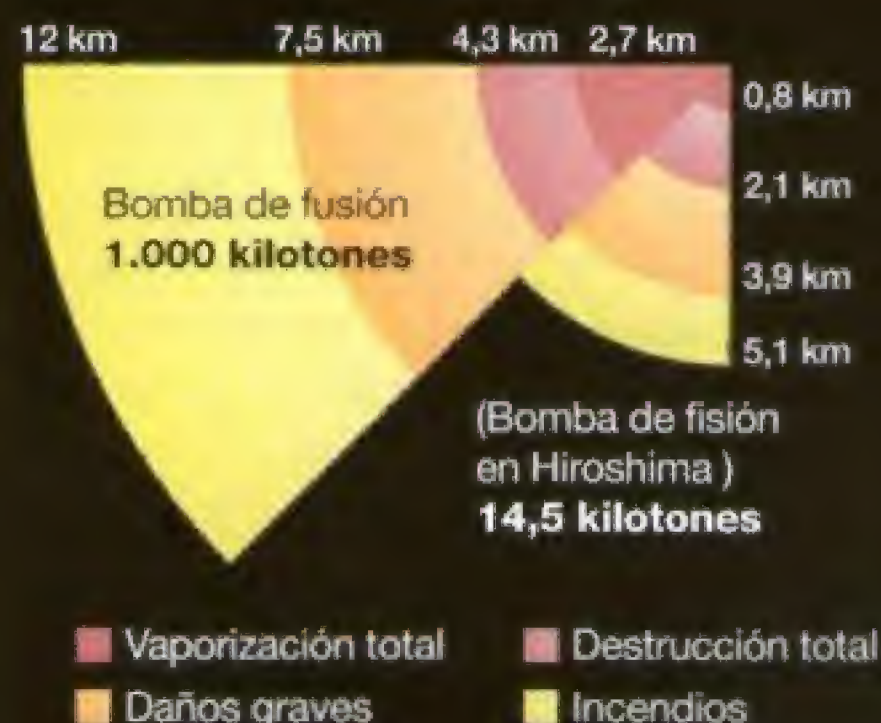 12 km 7,5 km 4,3 km 2,7 km
0,8 km
2,1 km
3,9 km
5,1 km
Bomba de fusión
1.000 kilotones
(Bomba de fisión
en Hiroshima )
14,5 kilotones
Vaporización total
Destrucción total
Daños graves
Incendios